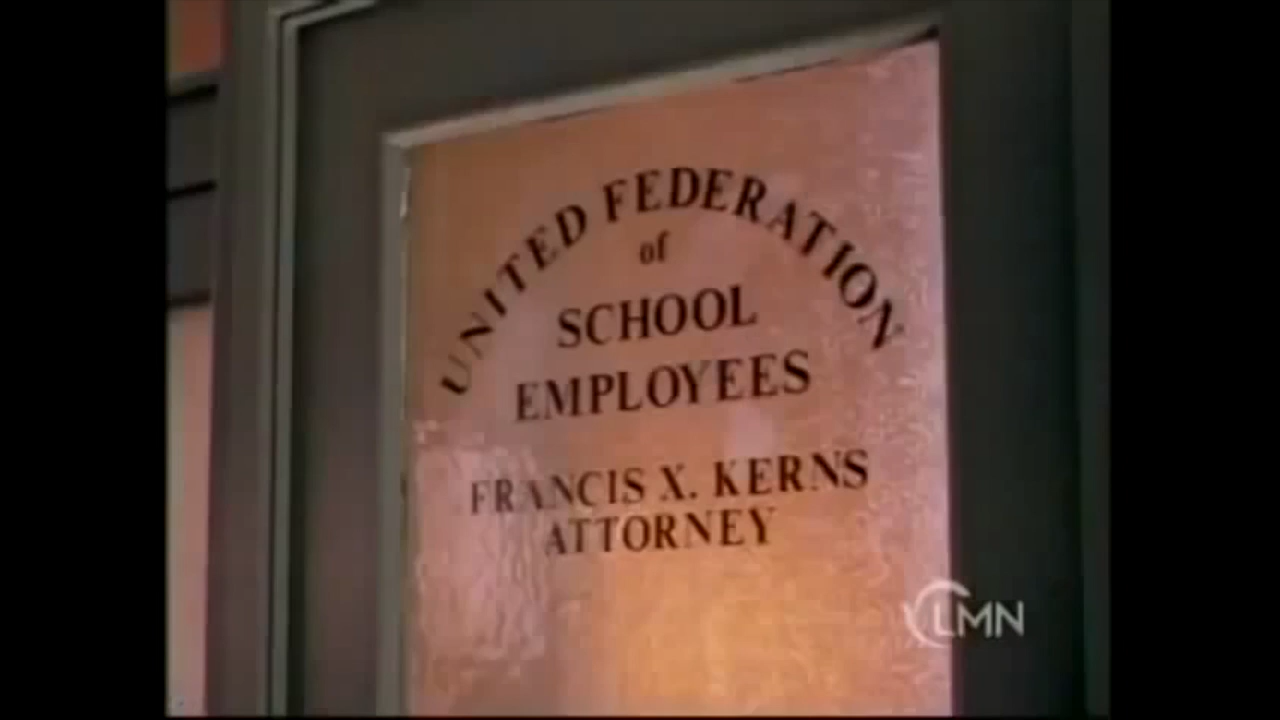 UNITED FEDERATION
of
SCHOOL
EMPLOYEES
FRANCIS X. KERNS
ATTORNEY
LMN